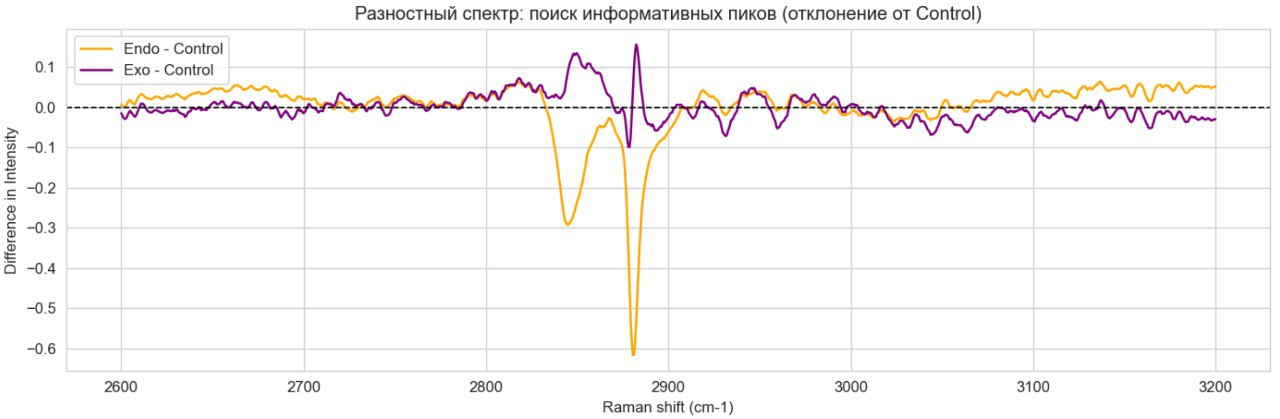 Разностный спектр: поиск информативных пиков (отклонение от Control)
Endo - Control
Exo - Control
Difference in Intensity
0.1
0.0
−0.1
−0.2
−0.3
−0.4
−0.5
−0.6
2600 2700 2800 2900 3000 3100 3200
Raman shift (cm-1)